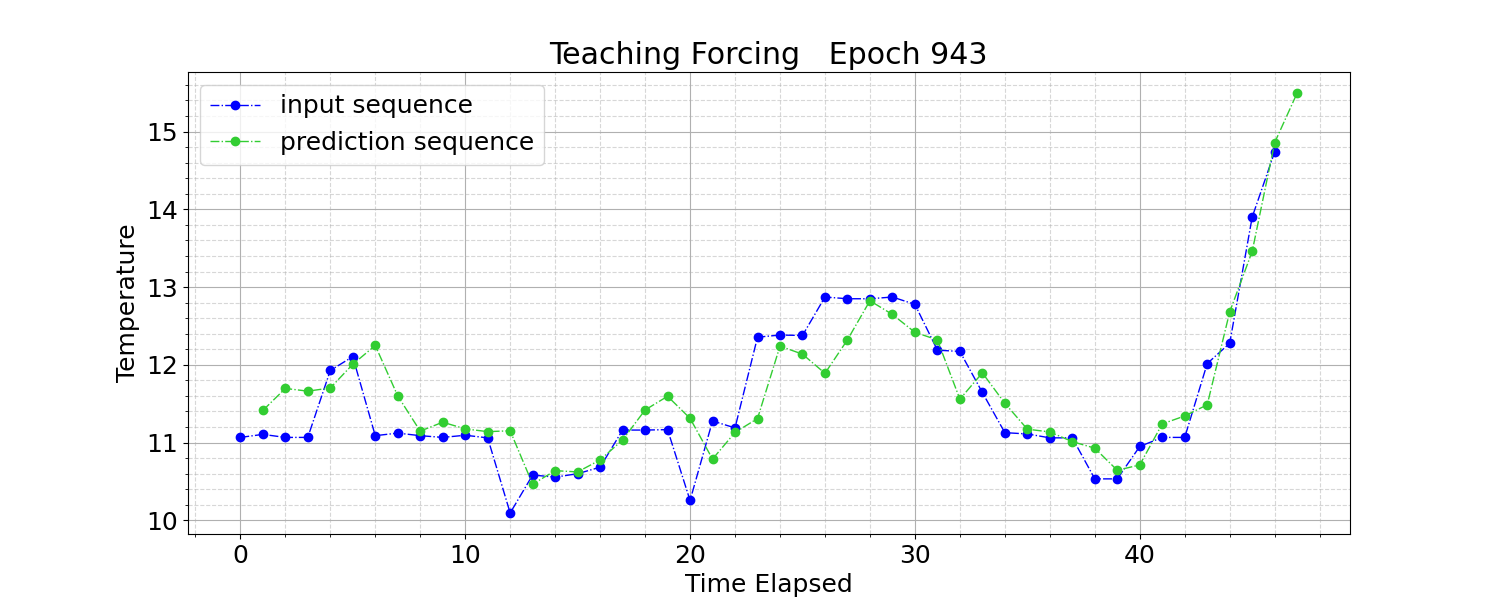 Teaching Forcing   Epoch 943
input sequence
prediction sequence
Temperature
15
14
13
12
11
10
0 10 20 30 40
Time Elapsed